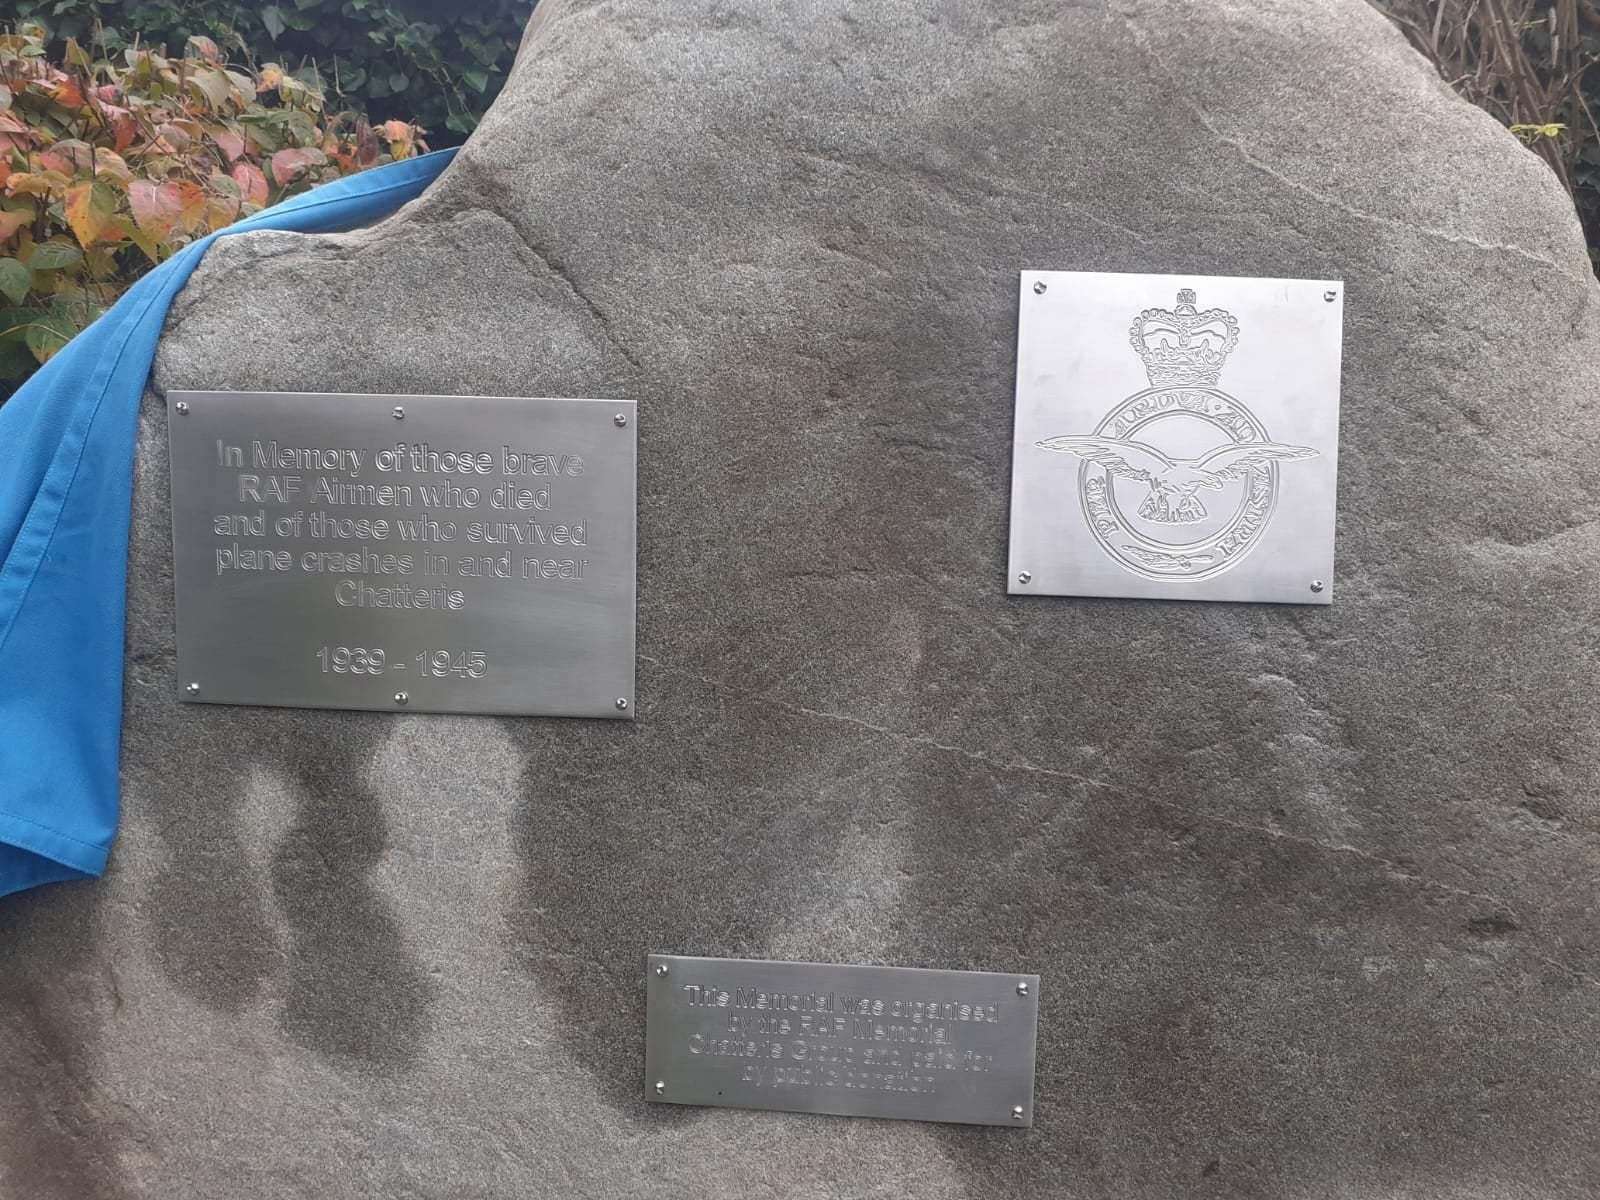 In Memory of those brave
RAF Airmen who died
and of those who survived
plane crashes in and near
Chatteris
1939 - 1945
This Memorial was organised
by the RAF Memorial
Chatteris Group and paid for
by public donation